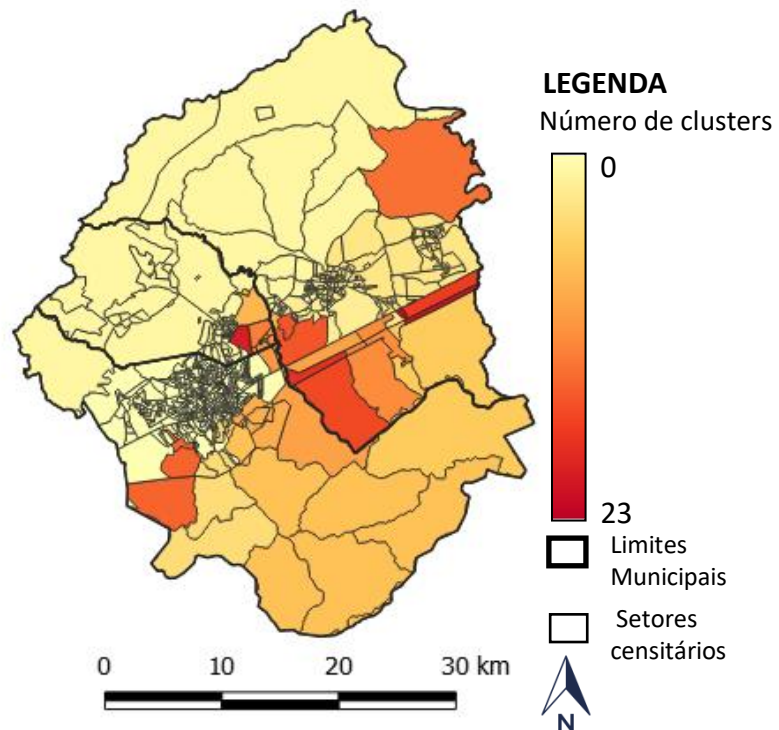 LEGENDA
Número de clusters
0
23
Limites
Municipais
Setores
censitários
0 10 20 30 km
N